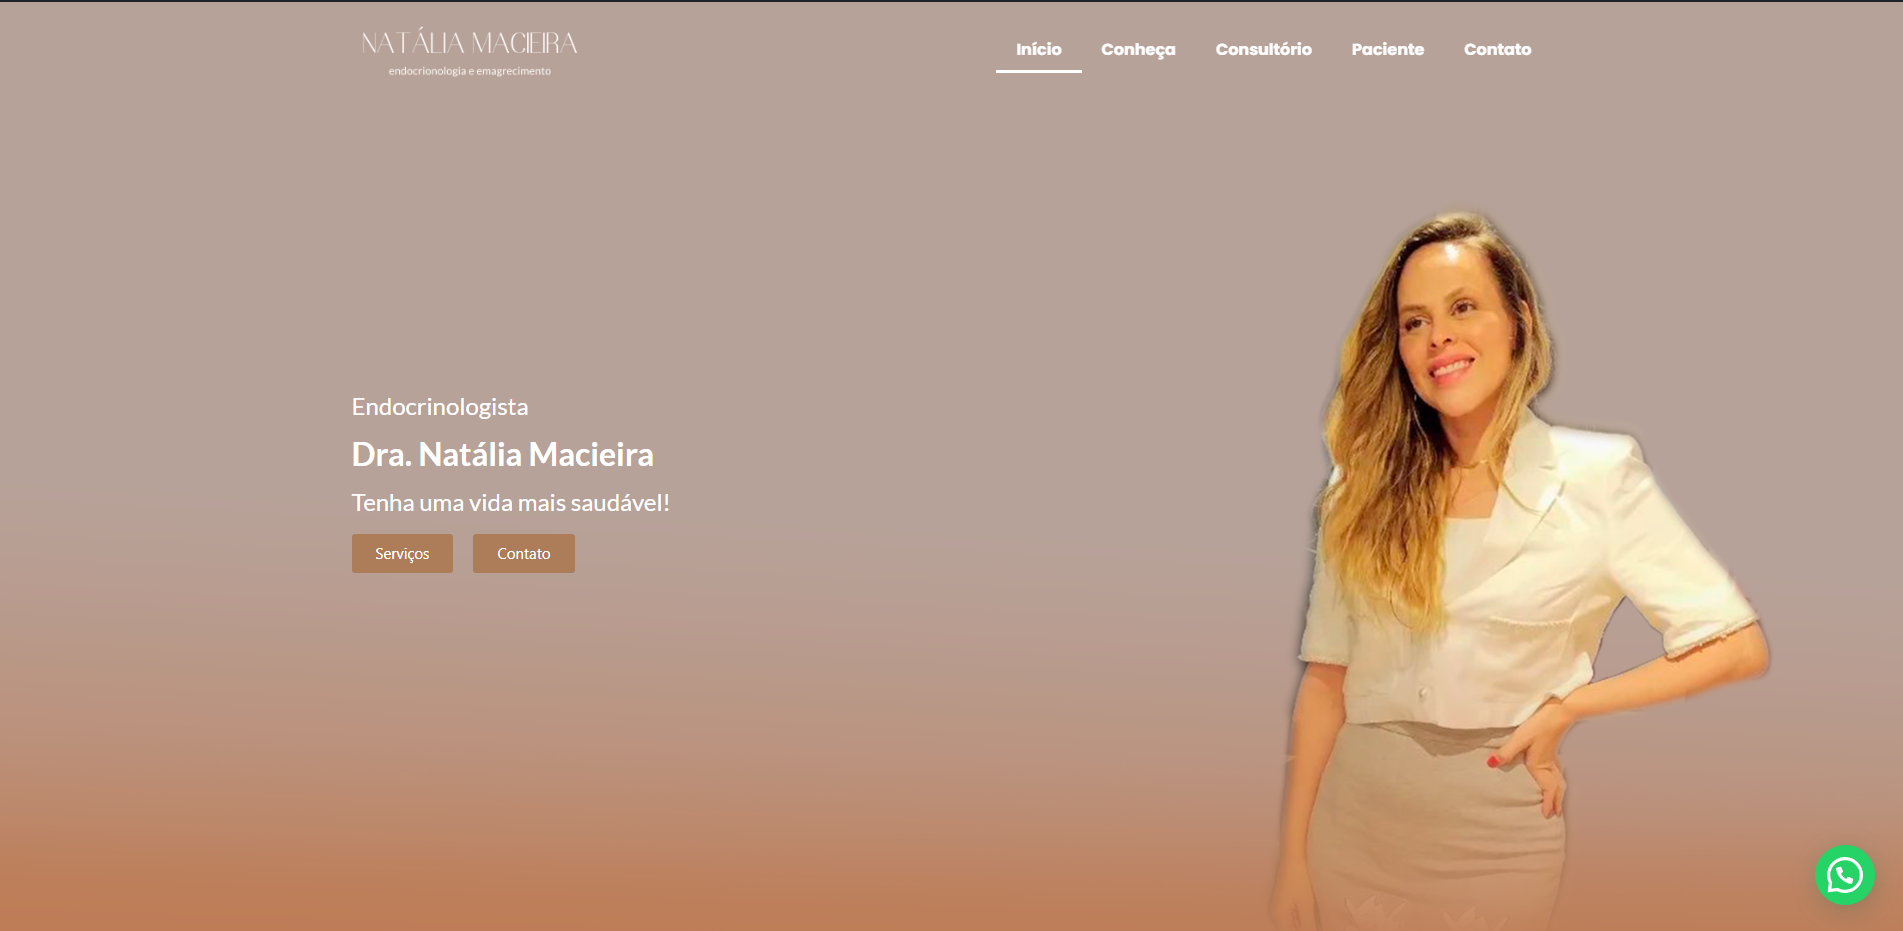 NATÁLIA MACIEIRA
endocrionologia e emagrecimento
Início Conheça Consultório Paciente Contato
Endocrinologista
Dra. Natália Macieira
Tenha uma vida mais saudável!
Serviços Contato